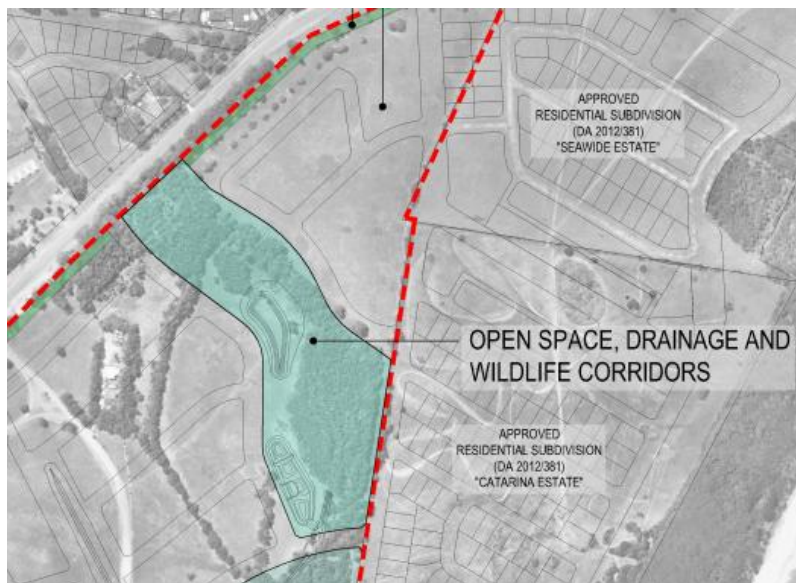 APPROVED
RESIDENTIAL SUBDIVISION
(DA 2012/381)
"SEAWIDE ESTATE"
OPEN SPACE, DRAINAGE AND
WILDLIFE CORRIDORS
APPROVED
RESIDENTIAL SUBDIVISION
(DA 2012/381)
"CATARINA ESTATE"